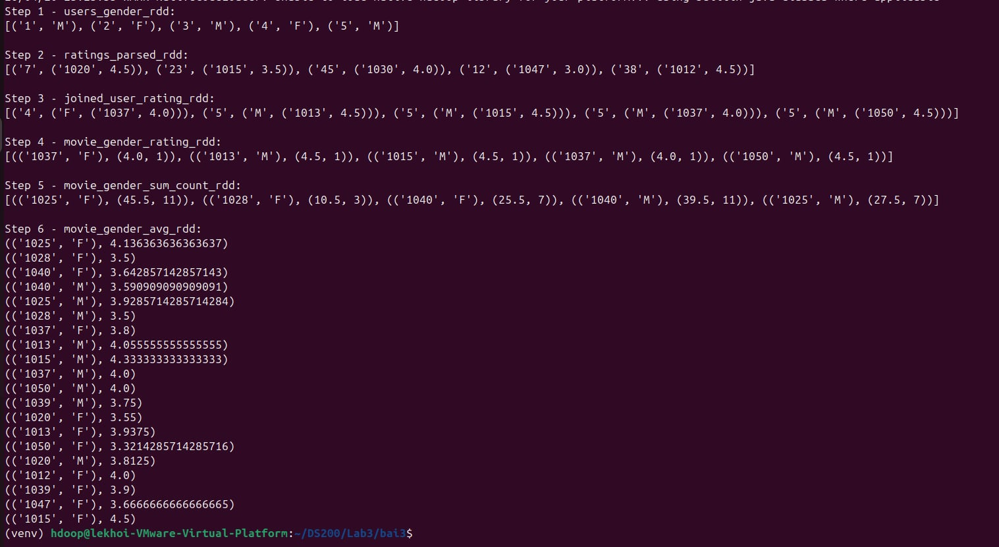 Step 1 - users_gender_rdd:
[('1', 'M'), ('2', 'F'), ('3', 'M'), ('4', 'F'), ('5', 'M')]
Step 2 - ratings_parsed_rdd:
[('7', ('1020', 4.5)), ('23', ('1015', 3.5)), ('45', ('1030', 4.0)), ('12', ('1047', 3.0)), ('38', ('1012', 4.5))]
Step 3 - joined_user_rating_rdd:
[('4', ('F', ('1037', 4.0))), ('5', ('M', ('1013', 4.5))), ('5', ('M', ('1015', 4.5))), ('5', ('M', ('1037', 4.0))), ('5', ('M', ('1050', 4.5)))]
Step 4 - movie_gender_rating_rdd:
[(('1037', 'F'), (4.0, 1)), (('1013', 'M'), (4.5, 1)), (('1015', 'M'), (4.5, 1)), (('1037', 'M'), (4.0, 1)), (('1050', 'M'), (4.5, 1))]
Step 5 - movie_gender_sum_count_rdd:
[(('1025', 'F'), (45.5, 11)), (('1028', 'F'), (10.5, 3)), (('1040', 'F'), (25.5, 7)), (('1040', 'M'), (39.5, 11)), (('1025', 'M'), (27.5, 7))]
Step 6 - movie_gender_avg_rdd:
(('1025', 'F'), 4.136363636363637)
(('1028', 'F'), 3.5)
(('1040', 'F'), 3.642857142857143)
(('1040', 'M'), 3.590909090909091)
(('1025', 'M'), 3.9285714285714284)
(('1028', 'M'), 3.5)
(('1037', 'F'), 3.8)
(('1013', 'M'), 4.055555555555555)
(('1015', 'M'), 4.333333333333333)
(('1037', 'M'), 4.0)
(('1050', 'M'), 4.0)
(('1039', 'M'), 3.75)
(('1020', 'F'), 3.55)
(('1013', 'F'), 3.9375)
(('1050', 'F'), 3.3214285714285716)
(('1020', 'M'), 3.8125)
(('1012', 'F'), 4.0)
(('1039', 'F'), 3.9)
(('1047', 'F'), 3.6666666666666665)
(('1015', 'F'), 4.5)
(venv) hdoop@lekhoi-VMware-Virtual-Platform:~/DS200/Lab3/bai3$